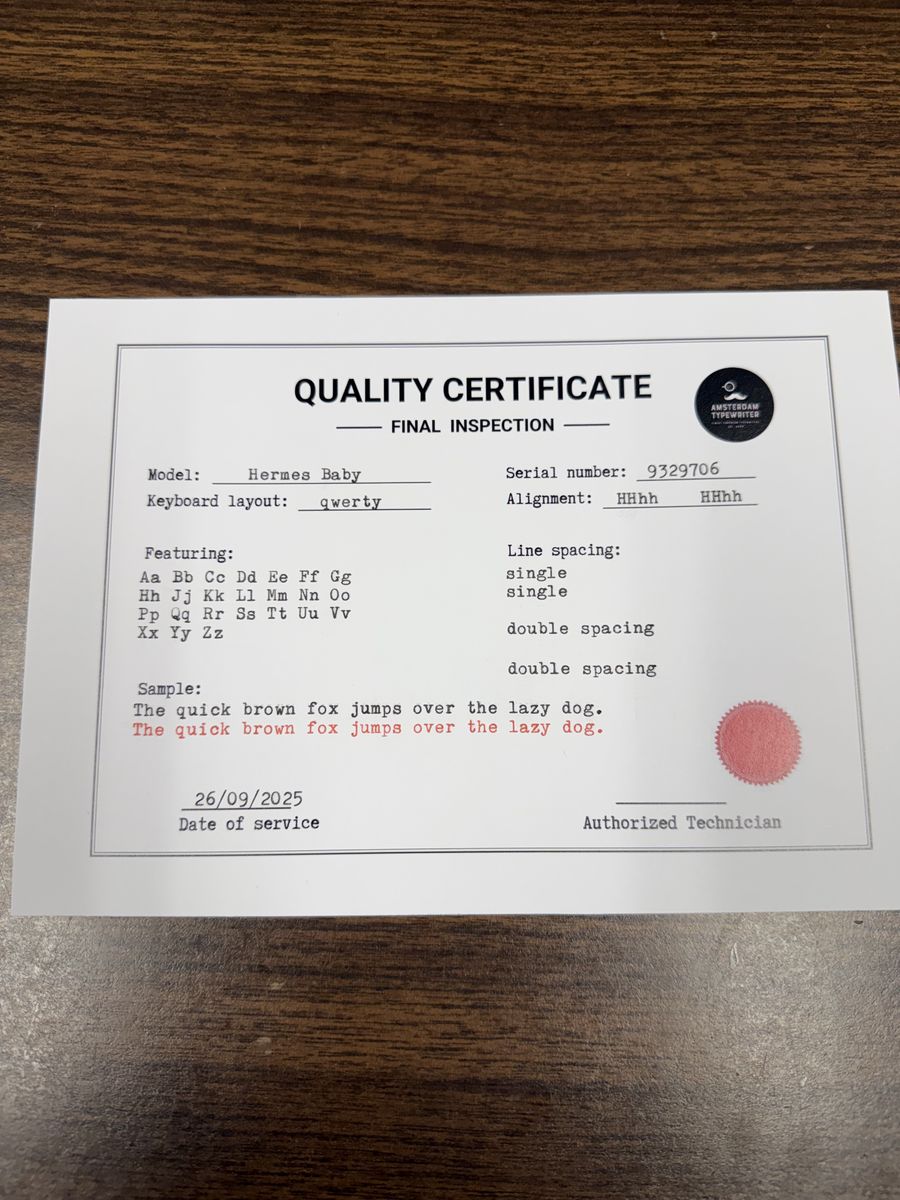 QUALITY CERTIFICATE
FINAL INSPECTION
AMSTERDAM
TYPEWRITER
Model: Hermes Baby
Serial number: 9329706
Keyboard layout: qwerty
Alignment: HHhh HHhh
Featuring:
Aa Bb Cc Dd Ee Ff Gg
Hh Jj Kk Ll Mm Nn Oo
Pp Qq Rr Ss Tt Uu Vv
Xx Yy Zz
Line spacing:
single
single
double spacing
double spacing
Sample:
The quick brown fox jumps over the lazy dog.
The quick brown fox jumps over the lazy dog.
26/09/2025
Date of service
Authorized Technician